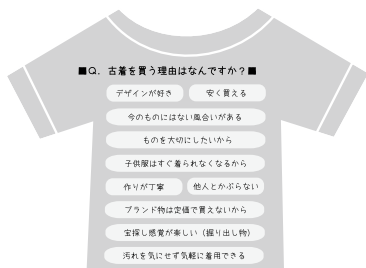 ■Q. 古着を買う理由はなんですか？■
デザインが好き 安く買える
今のものにはない風合いがある
ものを大切にしたいから
子供服はすぐ着られなくなるから
作りが丁寧 他人とかぶらない
ブランド物は定価で買えないから
宝探し感覚が楽しい（掘り出し物）
汚れを気にせず気軽に着用できる